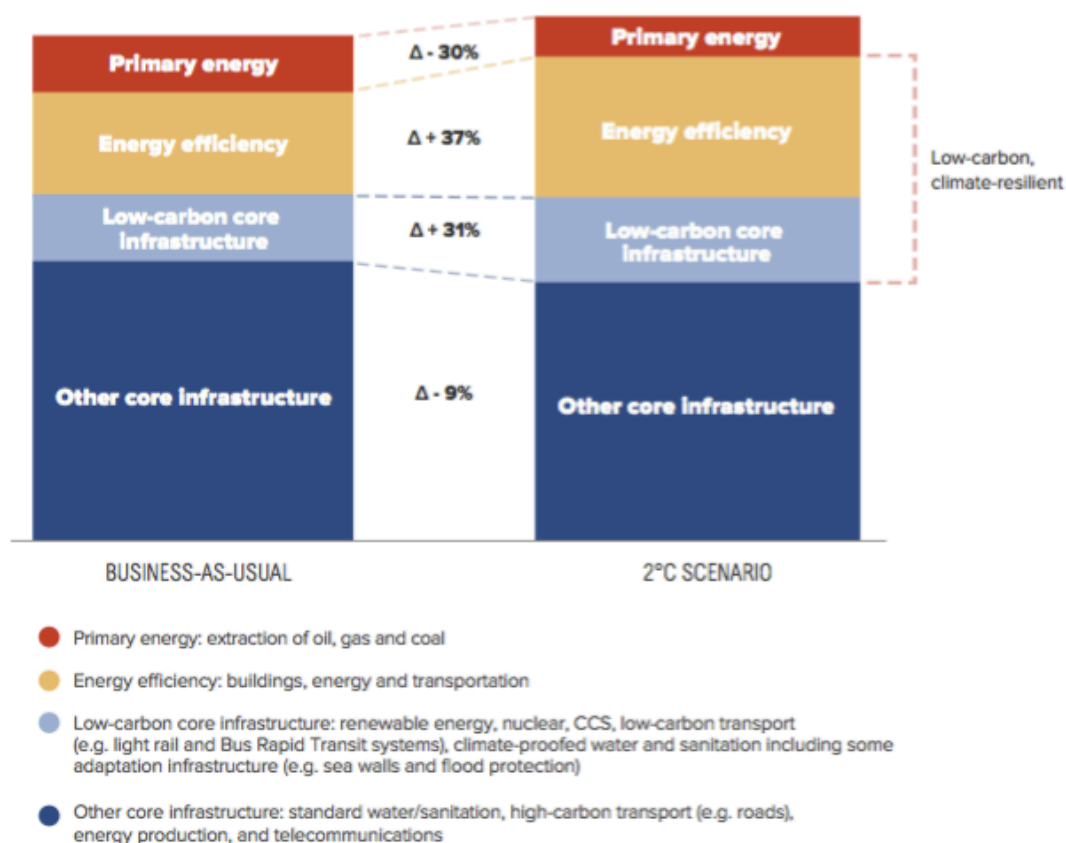 Primary energy
Δ - 30%
Primary energy
Energy efficiency
Δ + 37%
Energy efficiency
Low-carbon,
climate-resilient
Low-carbon core
infrastructure
Δ + 31%
Low-carbon core
infrastructure
Other core infrastructure
Δ - 9%
Other core infrastructure
BUSINESS-AS-USUAL
2°C SCENARIO
Primary energy: extraction of oil, gas and coal
Energy efficiency: buildings, energy and transportation
Low-carbon core infrastructure: renewable energy, nuclear, CCS, low-carbon transport
(e.g. light rail and Bus Rapid Transit systems), climate-proofed water and sanitation including some
adaptation infrastructure (e.g. sea walls and flood protection)
Other core infrastructure: standard water/sanitation, high-carbon transport (e.g. roads),
energy production, and telecommunications